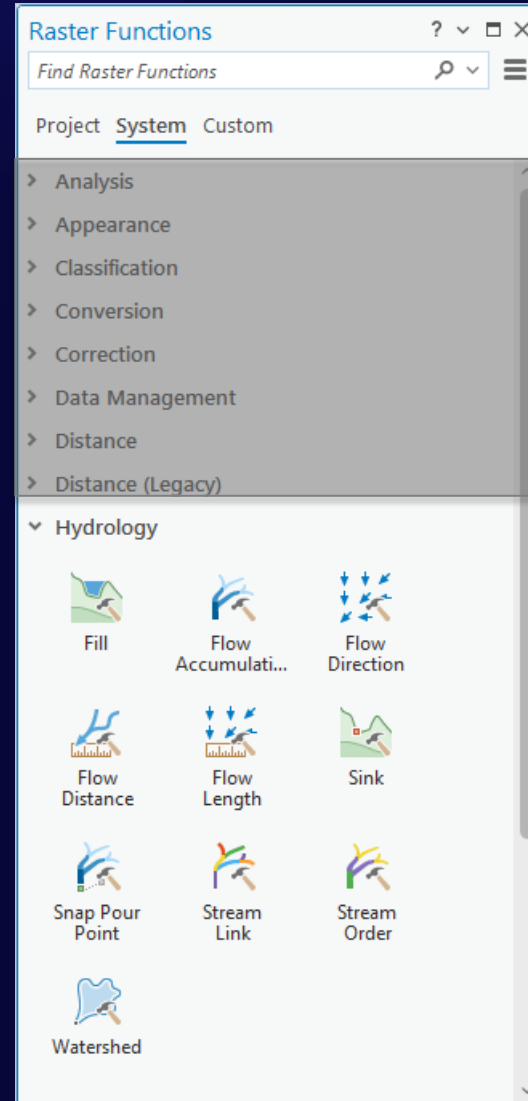 Raster Functions
?
Find Raster Functions
Project System Custom
Analysis
Appearance
Classification
Conversion
Correction
Data Management
Distance
Distance (Legacy)
Hydrology
Fill
Flow
Accumulati...
Flow
Direction
Flow
Distance
Flow
Length
Sink
Snap Pour
Point
Stream
Link
Stream
Order
Watershed